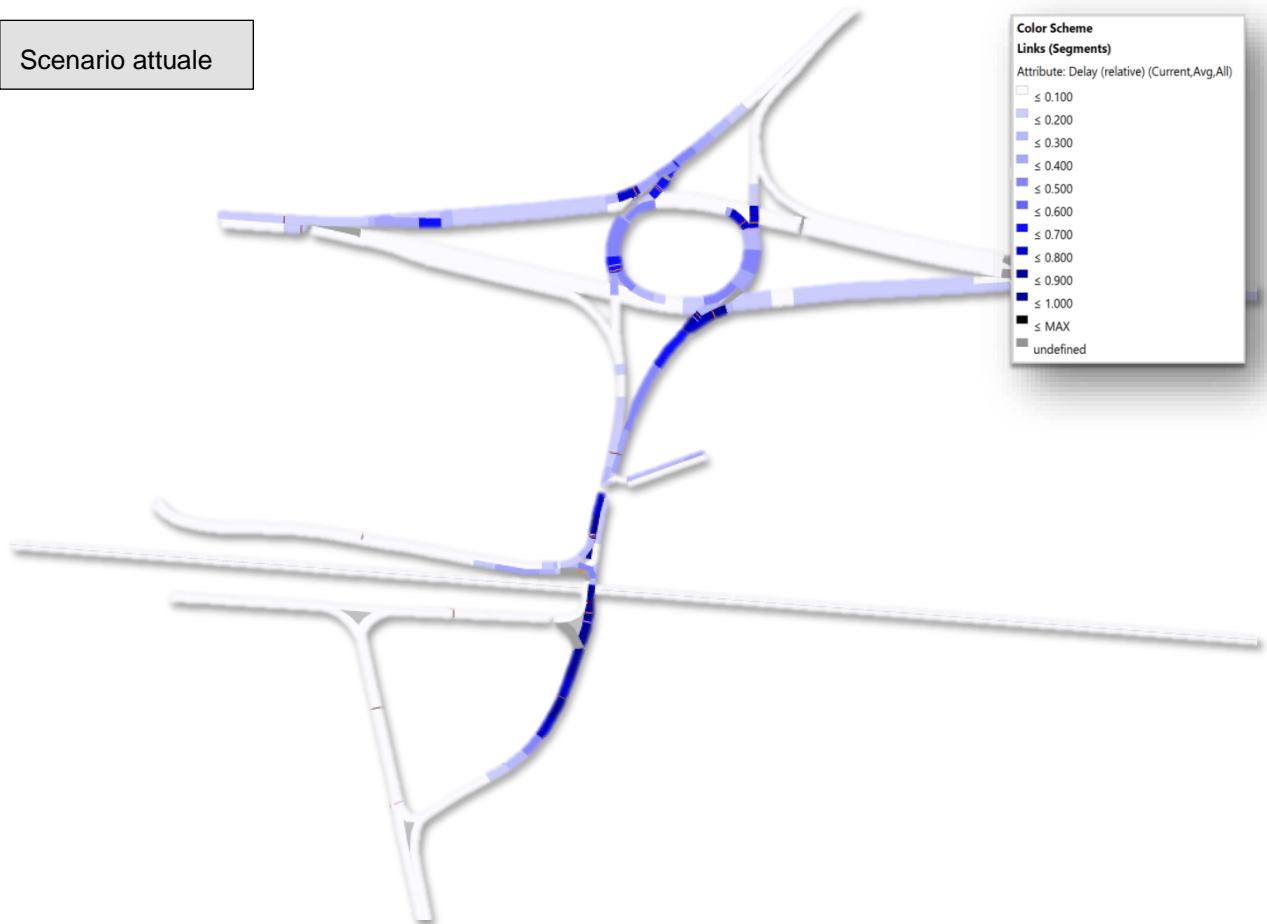 Scenario attuale
Color Scheme
Links (Segments)
Attribute: Delay (relative) (Current,Avg,All)
≤ 0.100
≤ 0.200
≤ 0.300
≤ 0.400
≤ 0.500
≤ 0.600
≤ 0.700
≤ 0.800
≤ 0.900
≤ 1.000
≤ MAX
undefined